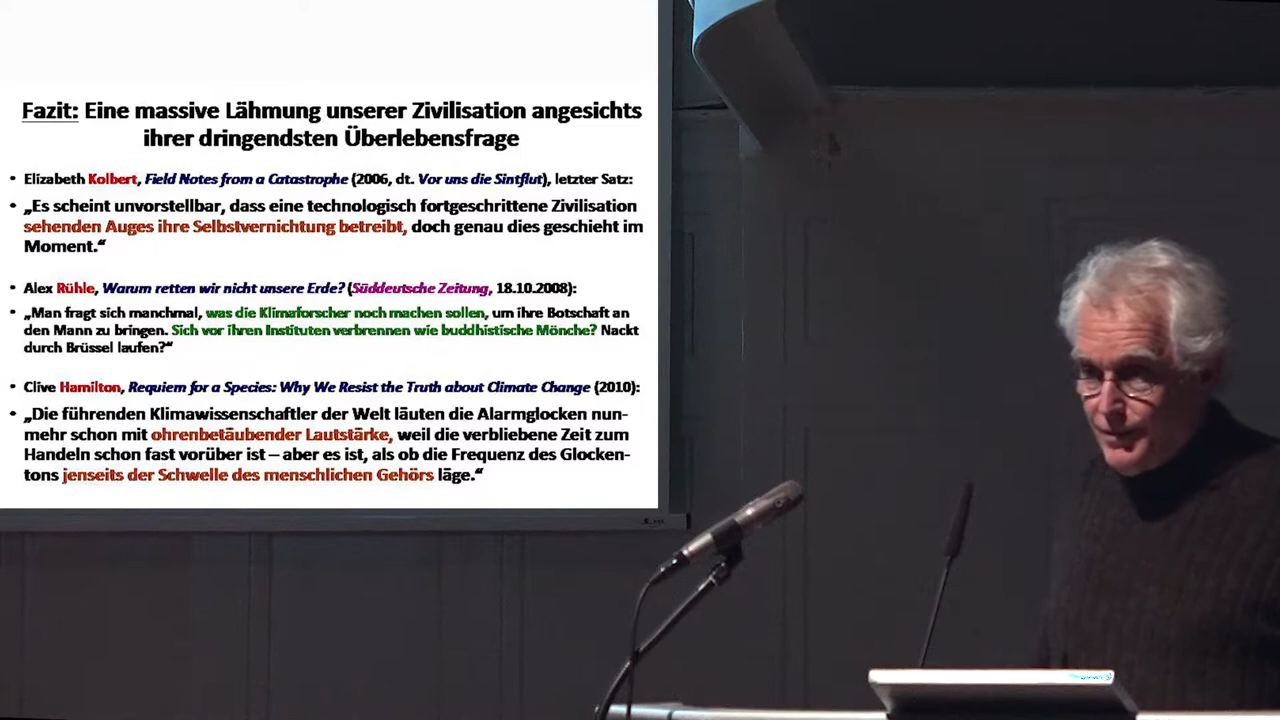 Fazit: Eine massive Lähmung unserer Zivilisation angesichts
ihrer dringendsten Überlebensfrage
• Elizabeth Kolbert, Field Notes from a Catastrophe (2006, dt. Vor uns die Sintflut), letzter Satz:
• „Es scheint unvorstellbar, dass eine technologisch fortgeschrittene Zivilisation
sehenden Auges ihre Selbstvernichtung betreibt, doch genau dies geschieht im
Moment.“
• Alex Rühle, Warum retten wir nicht unsere Erde? (Süddeutsche Zeitung, 18.10.2008):
• „Man fragt sich manchmal, was die Klimaforscher noch machen sollen, um ihre Botschaft an
den Mann zu bringen. Sich vor ihren Instituten verbrennen wie buddhistische Mönche? Nackt
durch Brüssel laufen?“
• Clive Hamilton, Requiem for a Species: Why We Resist the Truth about Climate Change (2010):
• „Die führenden Klimawissenschaftler der Welt läuten die Alarmglocken nun-
mehr schon mit ohrenbetäubender Lautstärke, weil die verbliebene Zeit zum
Handeln schon fast vorüber ist – aber es ist, als ob die Frequenz des Glocken-
tons jenseits der Schwelle des menschlichen Gehörs läge.“